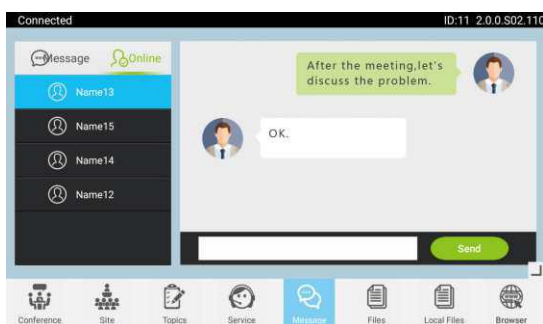 Connected
ID:11 2.0.0.S02.110
Message
Online
Name13
Name15
Name14
Name12
After the meeting,let's
discuss the problem.
OK.
Send
Conference
Site
Topics
Service
Message
Files
Local Files
Browser